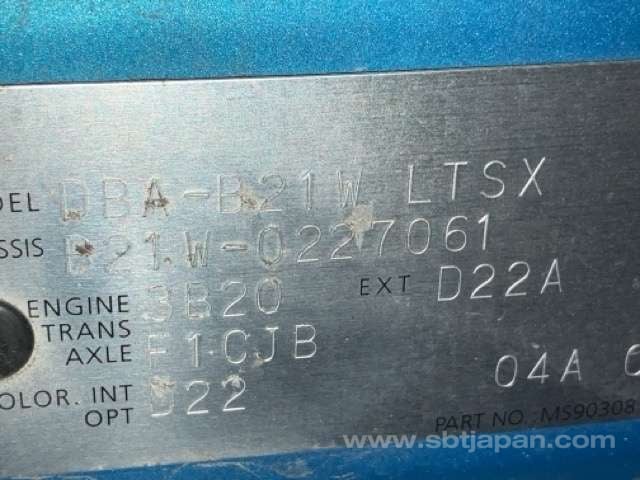 DEL DBA-B21W LTSX
SSIS B21W-0227061
ENGINE 3B20 EXT D22A
TRANS
AXLE F1CJB
04A
OLOR. INT D22
OPT
PART NO. MS90308
www.sbtjapan.com